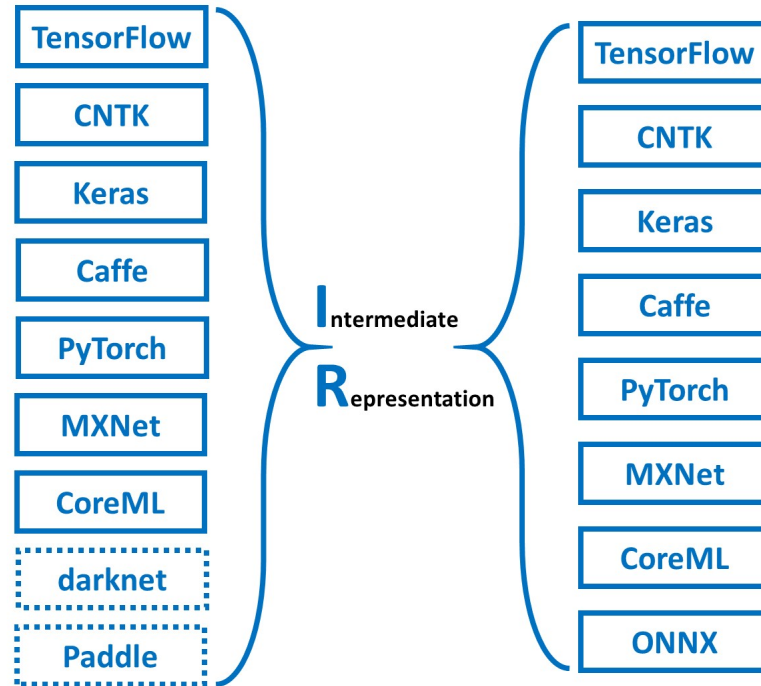 TensorFlow
CNTK
Keras
Caffe
PyTorch
MXNet
CoreML
darknet
Paddle
Intermediate
Representation
TensorFlow
CNTK
Keras
Caffe
PyTorch
MXNet
CoreML
ONNX